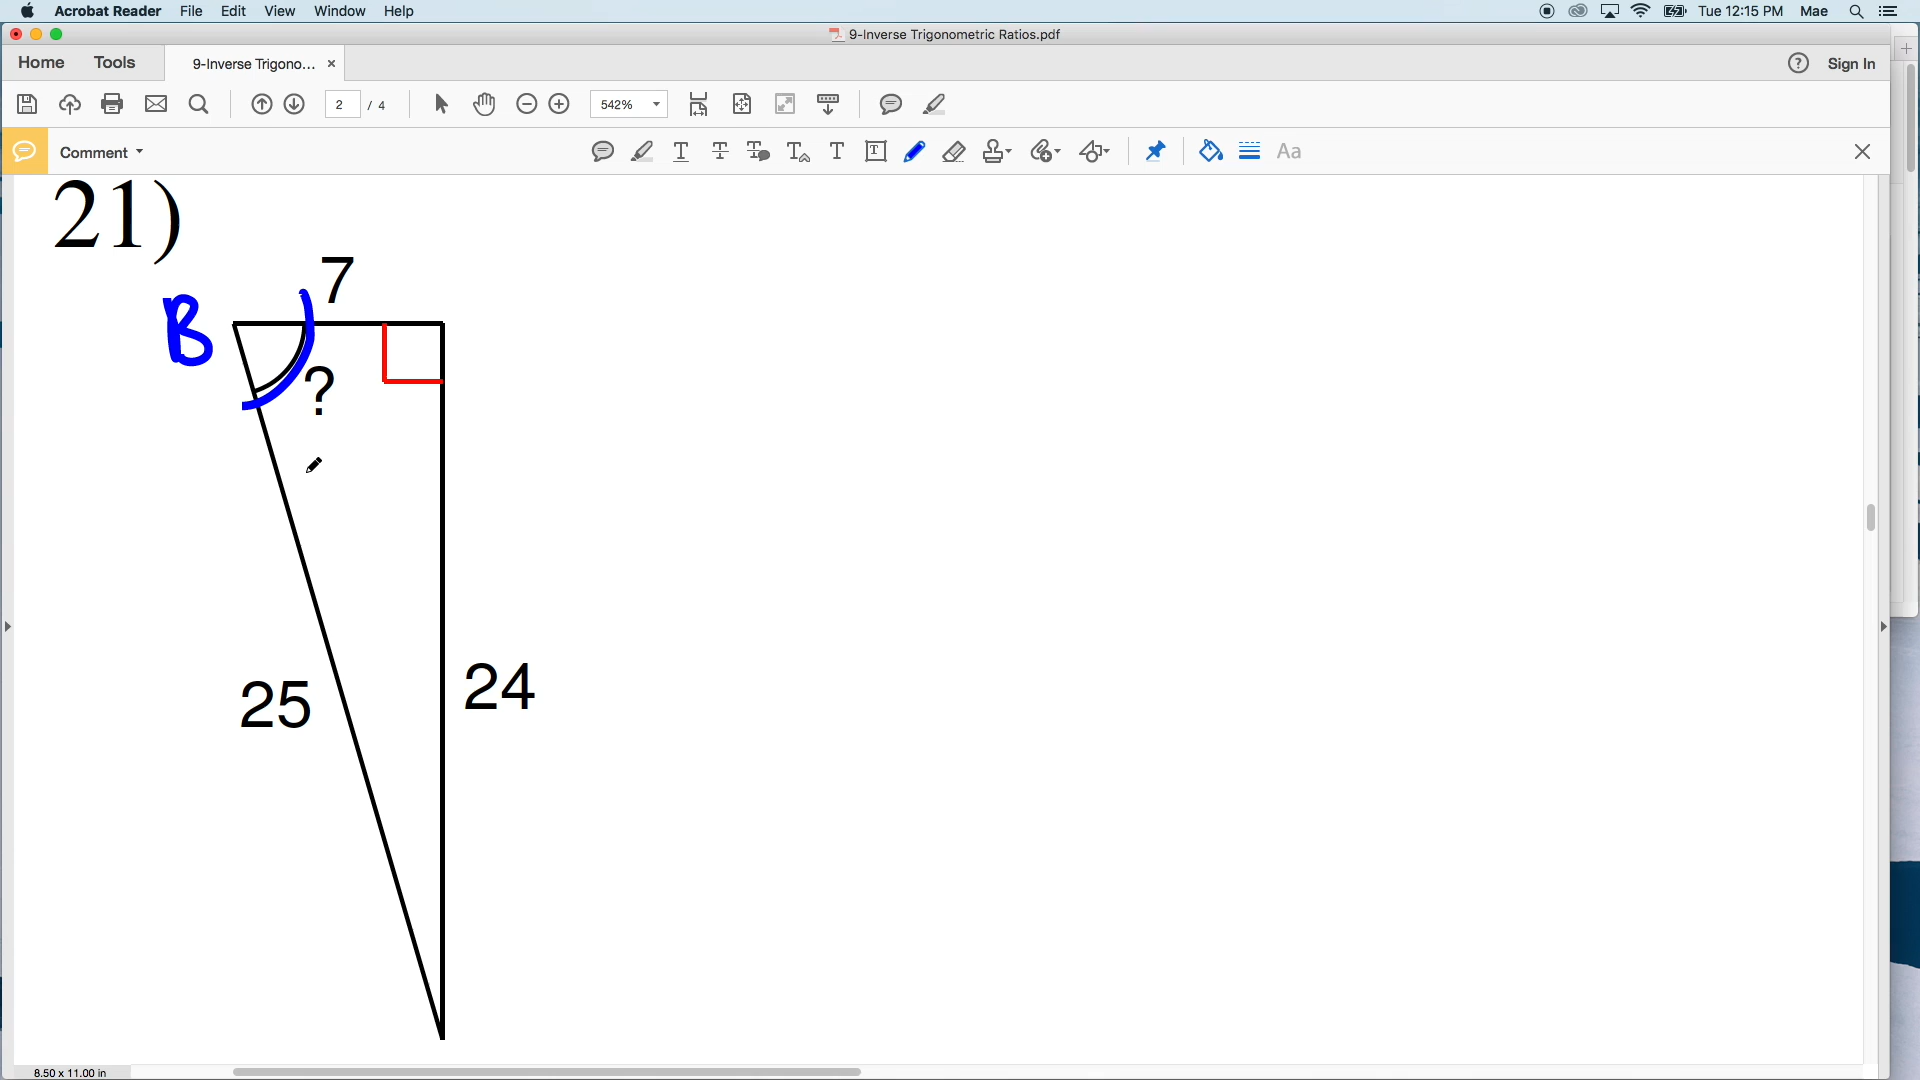 Acrobat Reader File Edit View Window Help Tue 12:15 PM Mae
9-Inverse Trigonometric Ratios.pdf
Home Tools 9-Inverse Trigono... × ? Sign In
2 / 4 542%
Comment T T T T T T Aa
21)
7
B
?
25
24
8.50 x 11.00 in